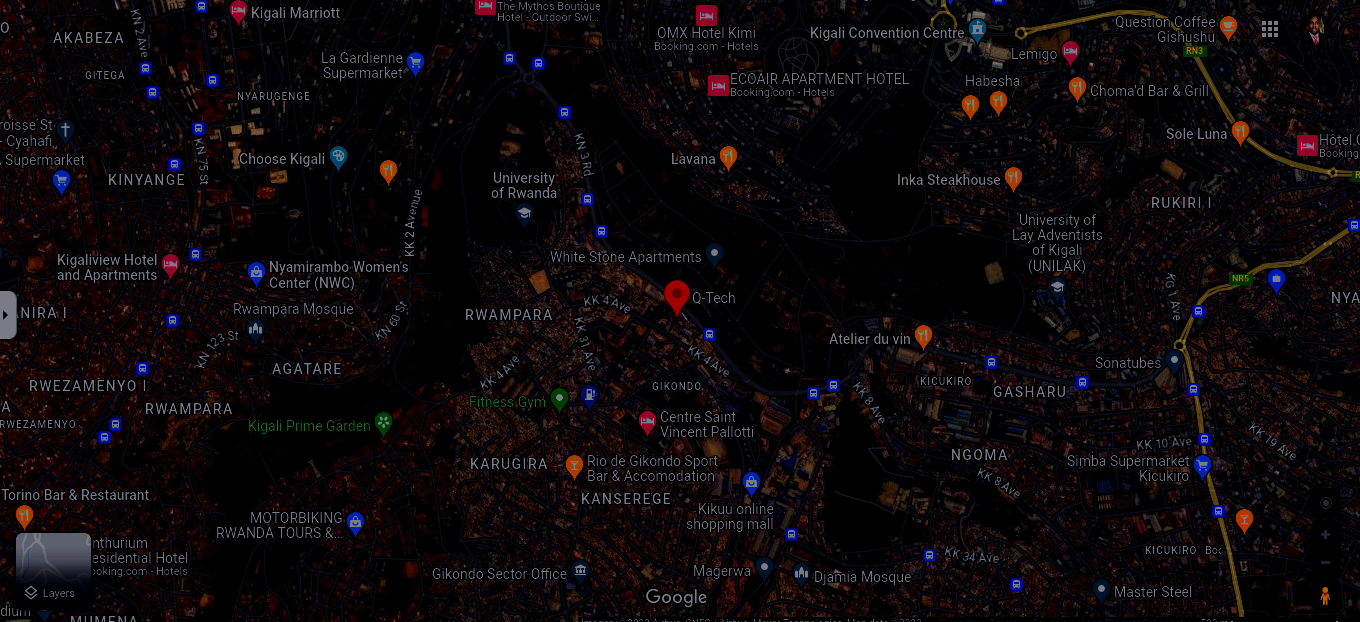 The Mythos Boutique
Hotel - Outdoor Swi...
Kigali Marriott
AKABEZA
KN 2 Ave
OMX Hotel Kimi
Booking.com - Hotels
Kigali Convention Centre
Question Coffee
Gishushu
RN3
Lemigo
La Gardienne
Supermarket
GITEGA
ECOAIR APARTMENT HOTEL
Booking.com - Hotels
Habesha
Choma'd Bar & Grill
NYARUGENGE
roisse St
- Cyahafi
Supermarket
KN 75 St
Choose Kigali
KN 3 Rd
Lavana
Sole Luna
Booking
KINYANGE
University
of Rwanda
Inka Steakhouse
RUKIRI I
KK 2 Avenue
University of
Lay Adventists
of Kigali
(UNILAK)
White Stone Apartments
Kigaliview Hotel
and Apartments
Nyamirambo Women's
Center (NWC)
NR5
KG 1 Ave
NYA
ANIRA I
Rwampara Mosque
KN 60 St
RWAMPARA
KK 4 Ave
Q-Tech
KN 123 St
KK 31 Ave
KK 4 Ave
Atelier du vin
AGATARE
KK 4 Ave
Sonatubes
RWEZAMENYO I
GIKONDO
KICUKIRO
GASHARU
A
RWAMPARA
Fitness Gym
KK 8 Ave
RWEZAMENYO
Kigali Prime Garden
Centre Saint
Vincent Pallotti
KK 10 Ave
KK 19 Ave
KARUGIRA
Rio de Gikondo Sport
Bar & Accomodation
NGOMA
Simba Supermarket
Kicukiro
KK 8 Ave
Torino Bar & Restaurant
KANSEREGE
Kikuu online
shopping mall
MOTORBIKING
RWANDA TOURS &...
nthurium
esidential Hotel
ooking.com - Hotels
KK 34 Ave
KICUKIRO
Gikondo Sector Office
Magerwa
Djamia Mosque
Layers
Google
Master Steel
dium
MUMENA